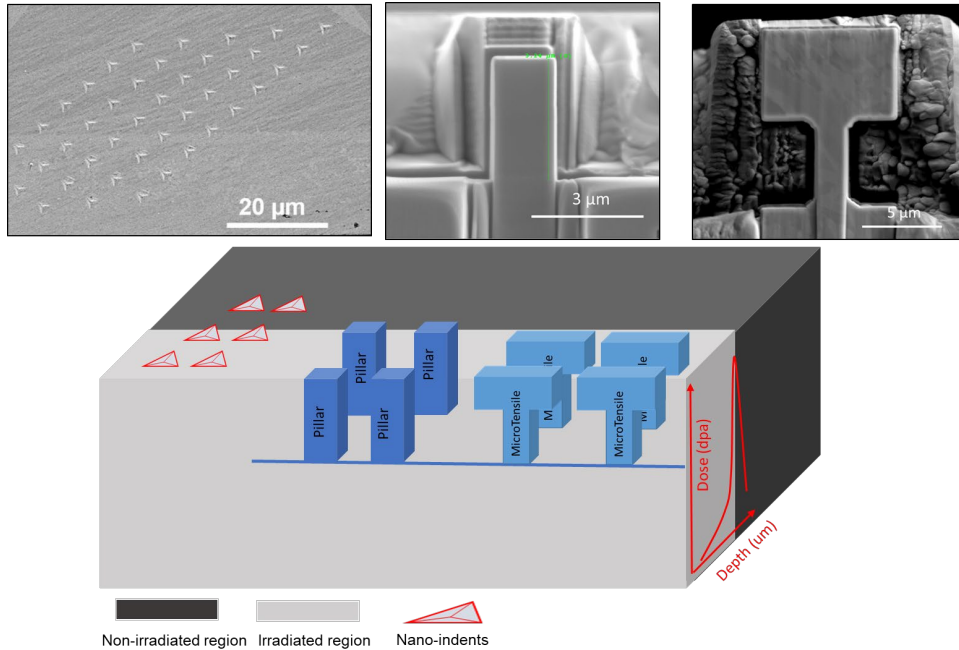 20 µm
3 µm
5 µm
Pillar
Pillar
Pillar
Pillar
MicroTensile
MicroTensile
M
M
Dose (dpa)
Depth (um)
Non-irradiated region
Irradiated region
Nano-indents